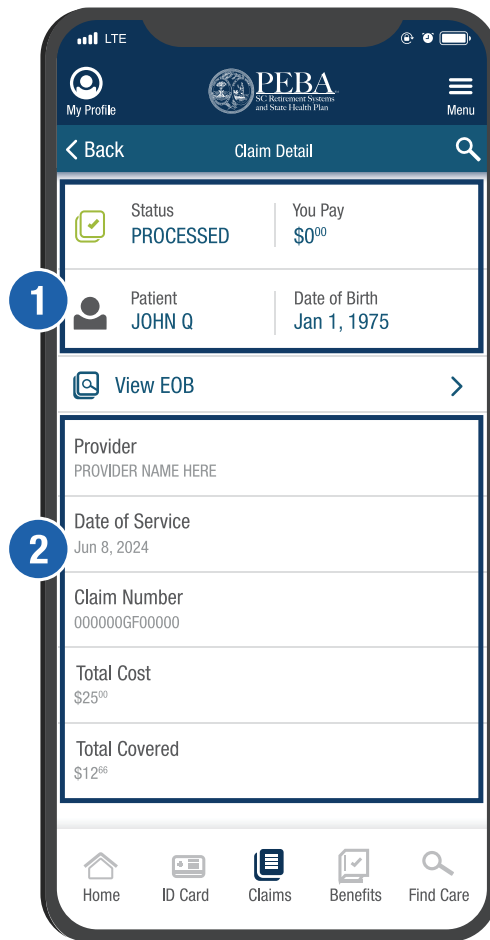 LTE
My Profile
PEBA
SC Retirement Systems
and State Health Plan
Menu
Back
Claim Detail
Status
PROCESSED
You Pay
$0⁰⁰
1
Patient
JOHN Q
Date of Birth
Jan 1, 1975
View EOB
Provider
PROVIDER NAME HERE
2
Date of Service
Jun 8, 2024
Claim Number
000000GF00000
Total Cost
$25⁰⁰
Total Covered
$12⁶⁶
Home
ID Card
Claims
Benefits
Find Care